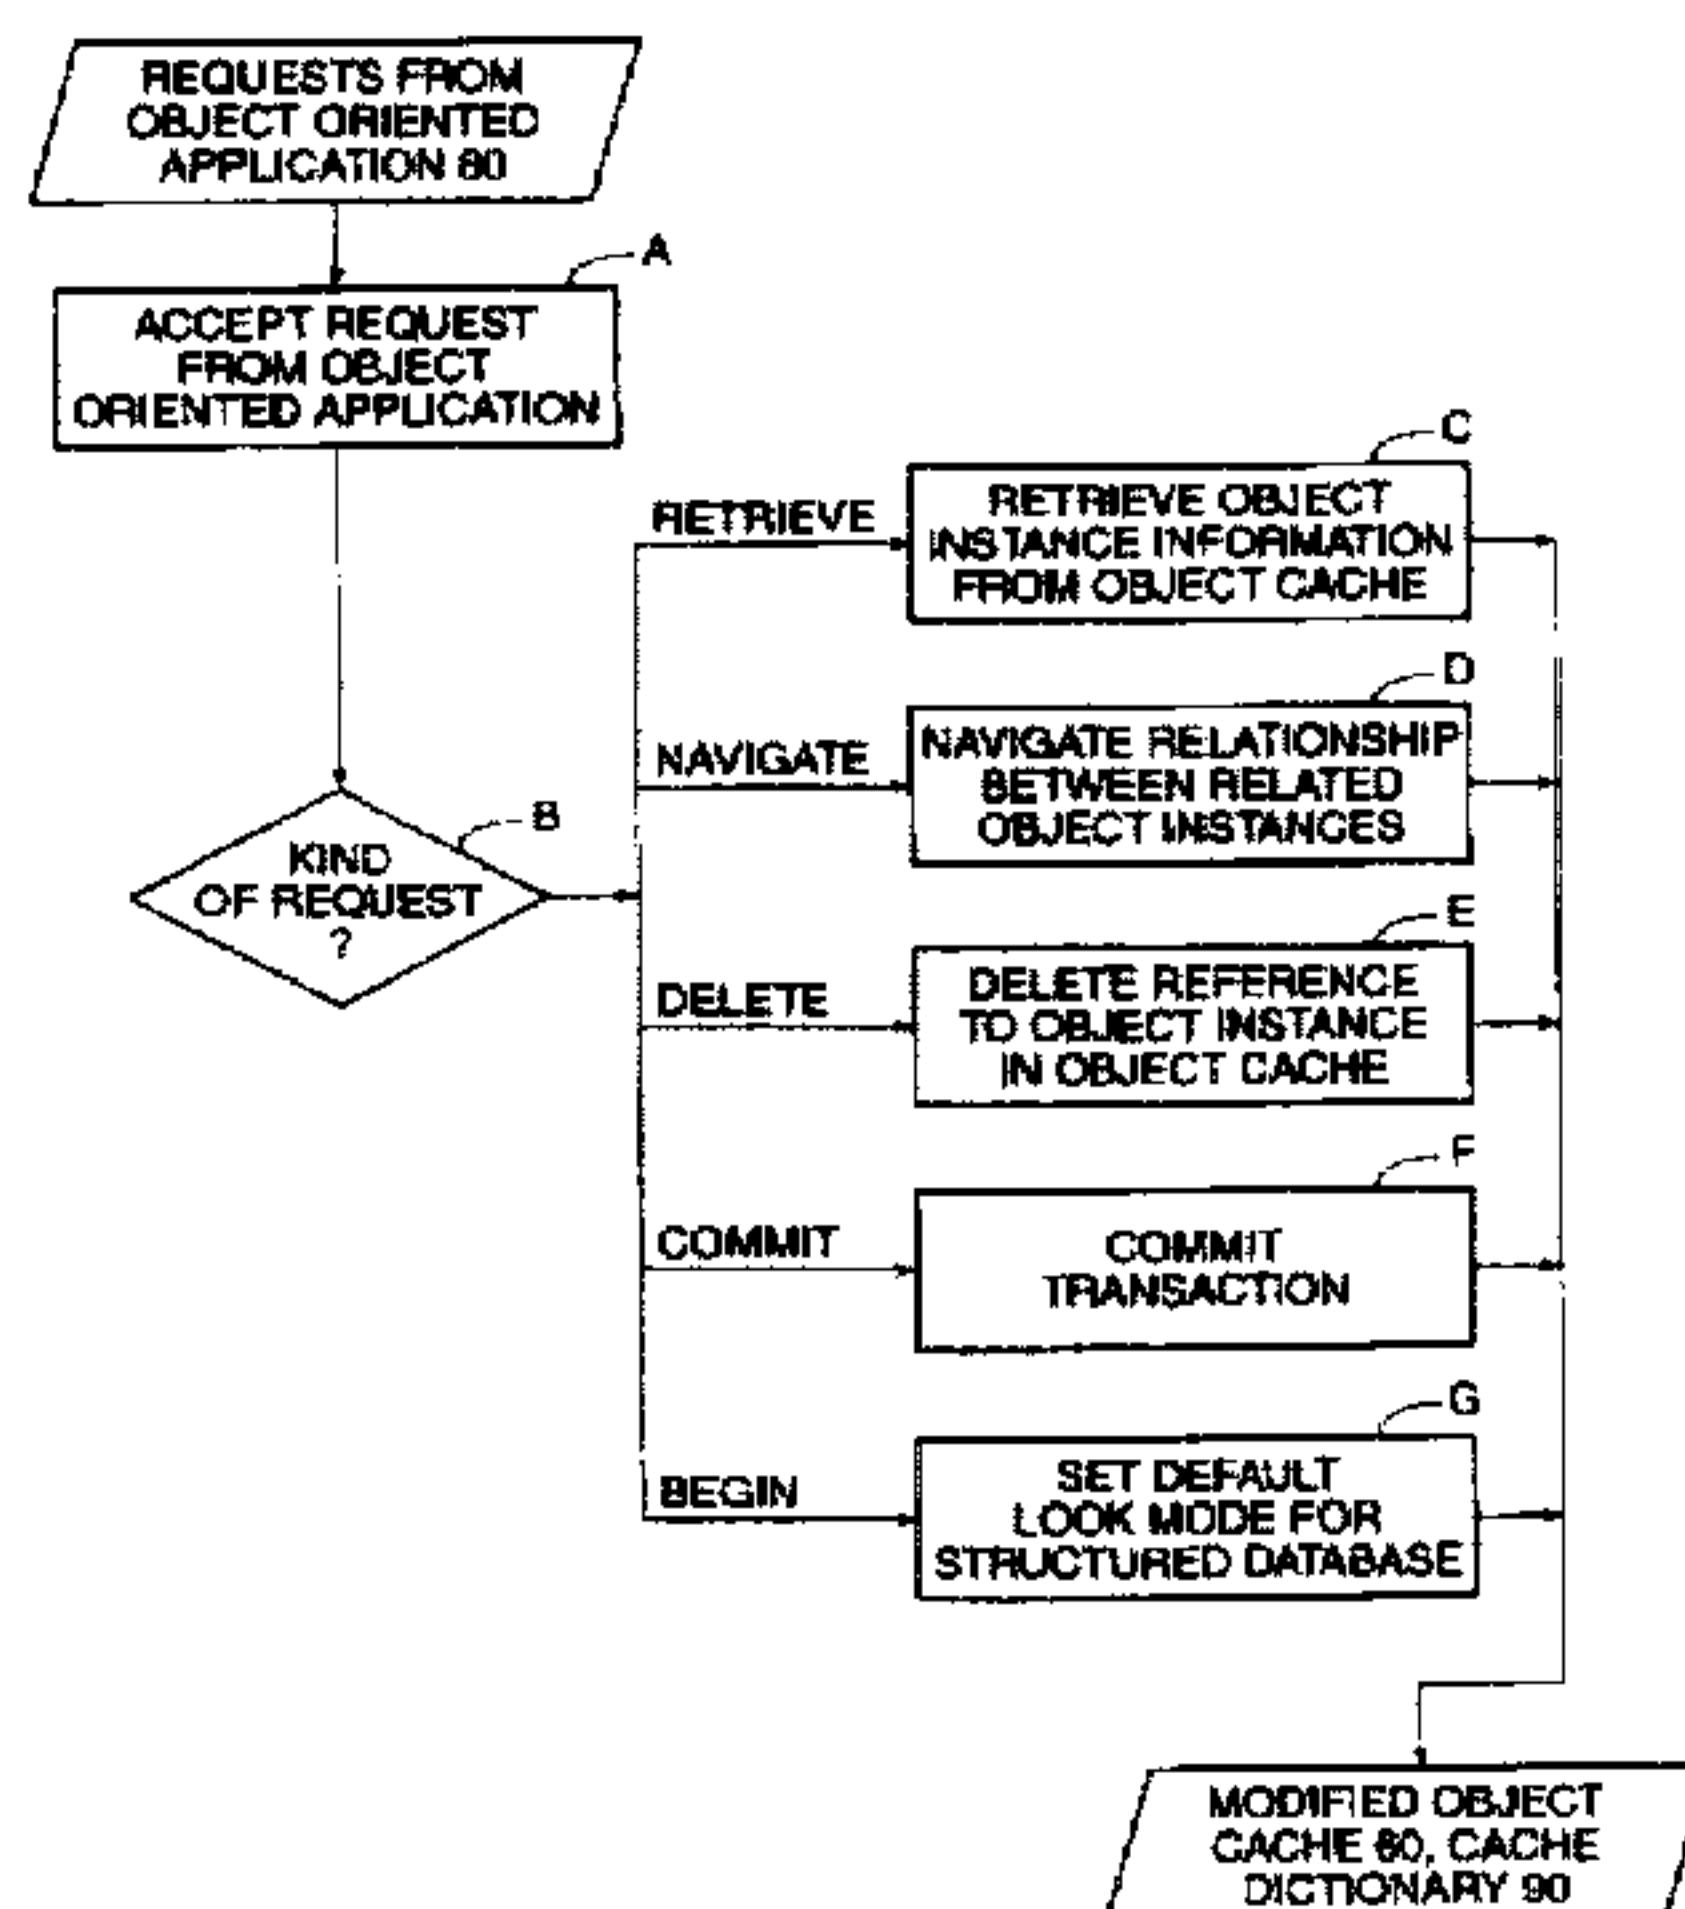 REQUESTS FROM
OBJECT ORIENTED
APPLICATION 60
A
ACCEPT REQUEST
FROM OBJECT
ORIENTED APPLICATION
C
RETRIEVE
RETRIEVE OBJECT
INSTANCE INFORMATION
FROM OBJECT CACHE
D
NAVIGATE
NAVIGATE RELATIONSHIP
BETWEEN RELATED
OBJECT INSTANCES
B
KIND
OF REQUEST
?
E
DELETE
DELETE REFERENCE
TO OBJECT INSTANCE
IN OBJECT CACHE
F
COMMIT
COMMIT
TRANSACTION
G
BEGIN
SET DEFAULT
LOOK MODE FOR
STRUCTURED DATABASE
MODIFIED OBJECT
CACHE 80, CACHE
DICTIONARY 90